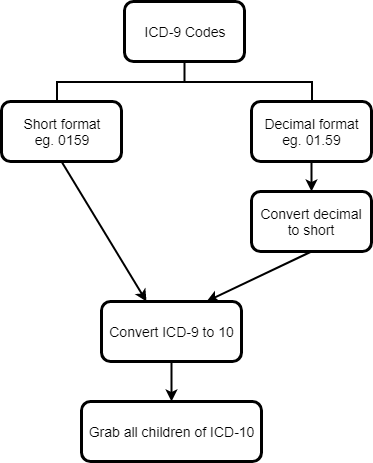 ICD-9 Codes
Short format
eg. 0159
Decimal format
eg. 01.59
Convert decimal
to short
Convert ICD-9 to 10
Grab all children of ICD-10